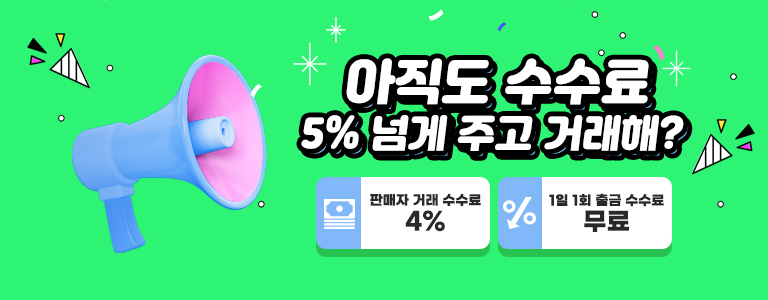 아직도 수수료
5% 넘게 주고 거래해?
판매자 거래 수수료
4%
1일 1회 출금 수수료
무료